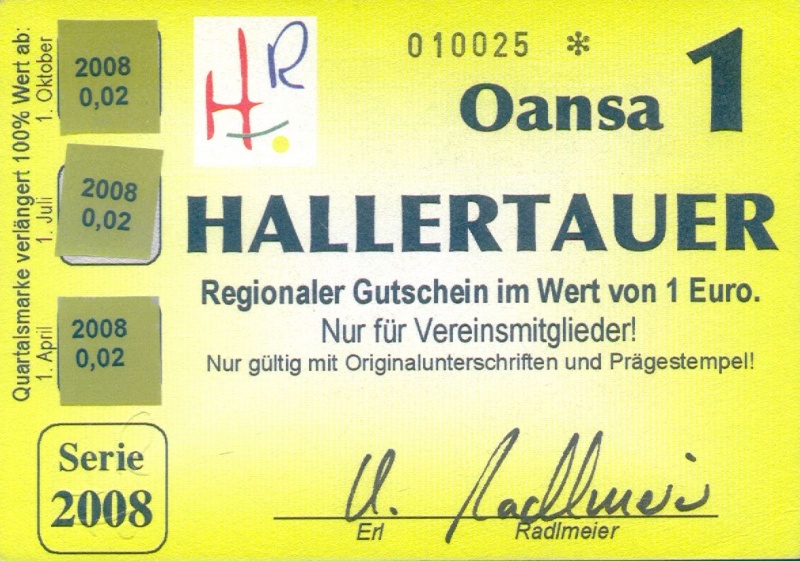 Quartalsmarke verlängert 100% Wert ab:
1. Oktober
2008
0,02
1. Juli
2008
0,02
1. April
2008
0,02
Serie
2008
HR
010025 *
Oansa 1
HALLERTAUER
Regionaler Gutschein im Wert von 1 Euro.
Nur für Vereinsmitglieder!
Nur gültig mit Originalunterschriften und Prägestempel!
U. Radlmeier
Erl Radlmeier